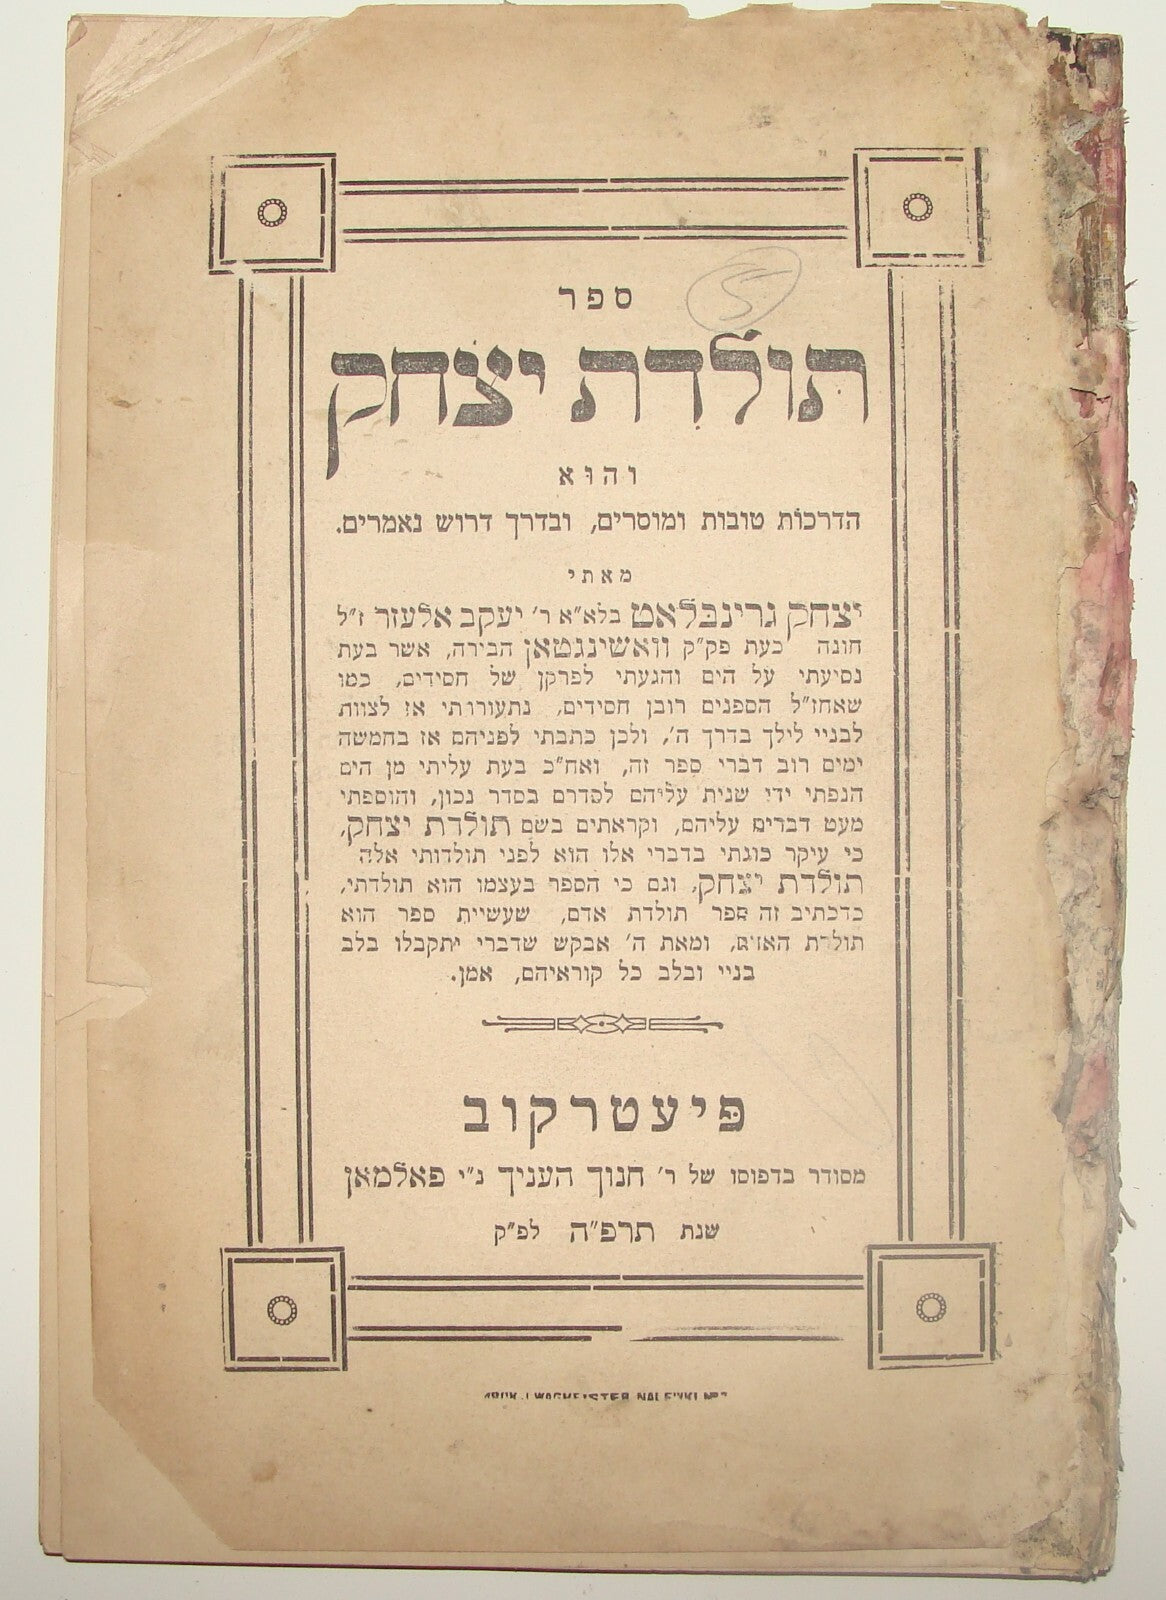 ספר
תולדת יצחק
והוא
הדרכות טובות ומוסרים, ובדרך דרוש נאמרים.
מאתי
יצחק גרינבלאט בלא״א ר׳ יעקב אלעזר ז״ל
חונה כעת פק״ק וואשינגטאן הבירה, אשר בעת
נסיעתי על הים והגעתי לפרקן של חסידים, כמו
שאחז״ל הספנים רובן חסידים, נתעוררתי אז לצוות
לבניי לילך בדרך ה׳, ולכן כתבתי לפניהם אז בחמשה
ימים רוב דברי ספר זה, ואח״כ בעת עליתי מן הים
הנפתי ידי שנית עליהם לסדרם בסדר נכון, והוספתי
מעט דברים עליהם, וקראתים בשם תולדת יצחק,
כי עיקר כונתי בדברי אלו הוא לפני תולדותי אלה
תולדת יצחק, וגם כי הספר בעצמו הוא תולדתי,
כדכתיב זה ספר תולדת אדם, שעשיית ספר הוא
תולדת האדם, ומאת ה׳ אבקש שדברי יתקבלו בלב
בניי ובלב כל קוראיהם, אמן.
פיעטרקוב
מסודר בדפוסו של ר׳ חנוך העניך נ״י פאלמאן
שנת תרפ״ה לפ״ק
WAGMEISTER NALEWKI
5